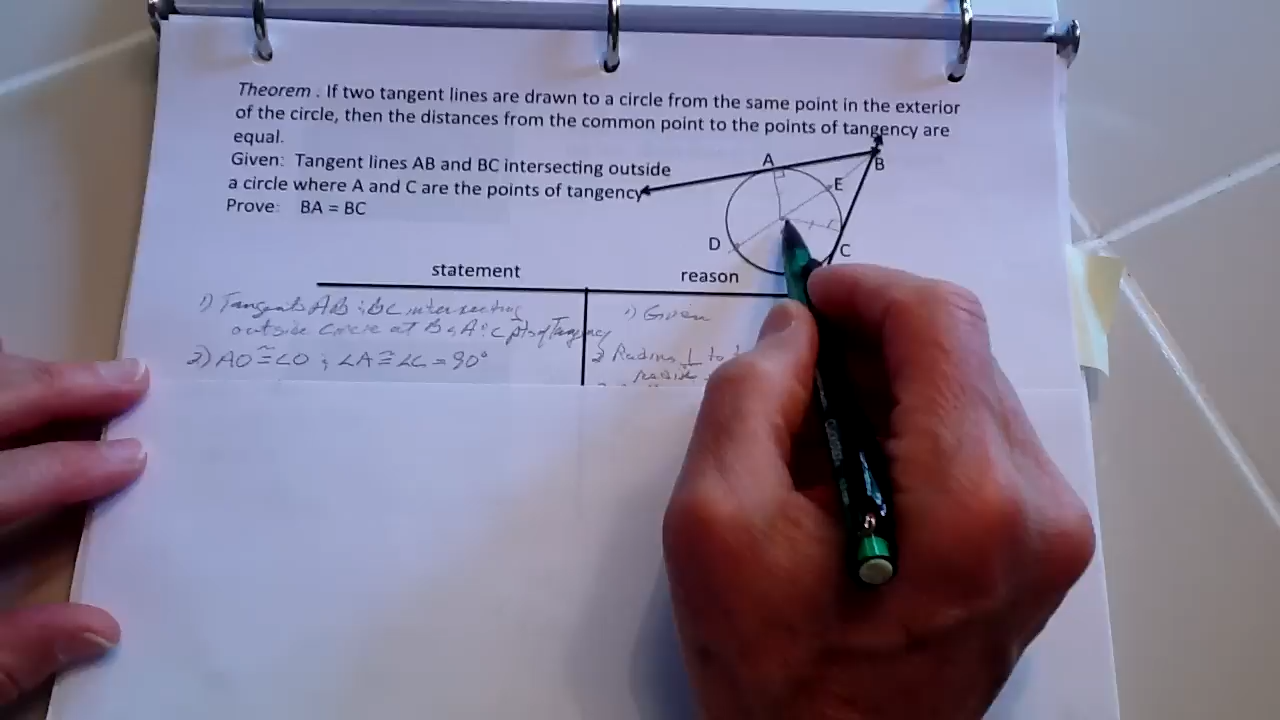 Theorem . If two tangent lines are drawn to a circle from the same point in the exterior
of the circle, then the distances from the common point to the points of tangency are
equal.
Given: Tangent lines AB and BC intersecting outside
a circle where A and C are the points of tangency
Prove: BA = BC
A
B
E
D
C
statement
reason
1) Tangents AB & BC intersecting
outside Circle at B & A & C pts of Tangency
2) AO ≅ CO ; ∠A ≅ ∠C = 90°
1) Given
2) Radius ⊥ to